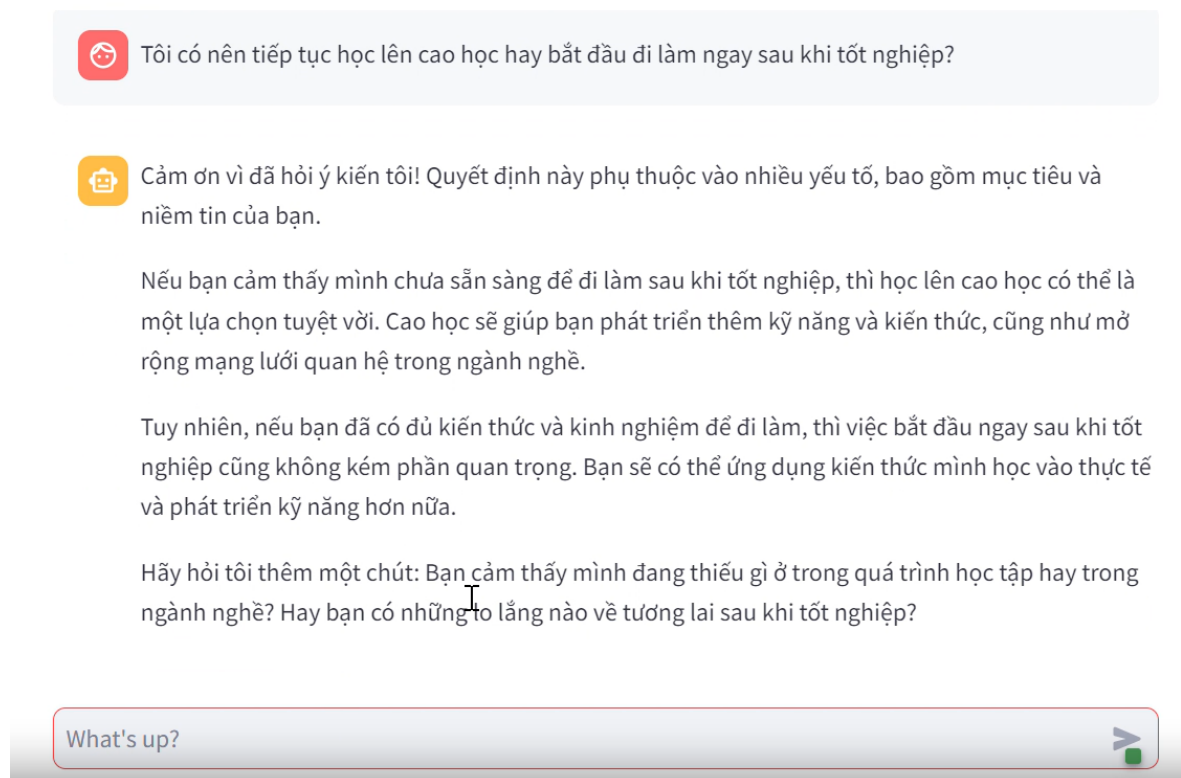 Tôi có nên tiếp tục học lên cao học hay bắt đầu đi làm ngay sau khi tốt nghiệp?
Cảm ơn vì đã hỏi ý kiến tôi! Quyết định này phụ thuộc vào nhiều yếu tố, bao gồm mục tiêu và
niềm tin của bạn.
Nếu bạn cảm thấy mình chưa sẵn sàng để đi làm sau khi tốt nghiệp, thì học lên cao học có thể là
một lựa chọn tuyệt vời. Cao học sẽ giúp bạn phát triển thêm kỹ năng và kiến thức, cũng như mở
rộng mạng lưới quan hệ trong ngành nghề.
Tuy nhiên, nếu bạn đã có đủ kiến thức và kinh nghiệm để đi làm, thì việc bắt đầu ngay sau khi tốt
nghiệp cũng không kém phần quan trọng. Bạn sẽ có thể ứng dụng kiến thức mình học vào thực tế
và phát triển kỹ năng hơn nữa.
Hãy hỏi tôi thêm một chút: Bạn cảm thấy mình đang thiếu gì ở trong quá trình học tập hay trong
ngành nghề? Hay bạn có những lo lắng nào về tương lai sau khi tốt nghiệp?
What's up?